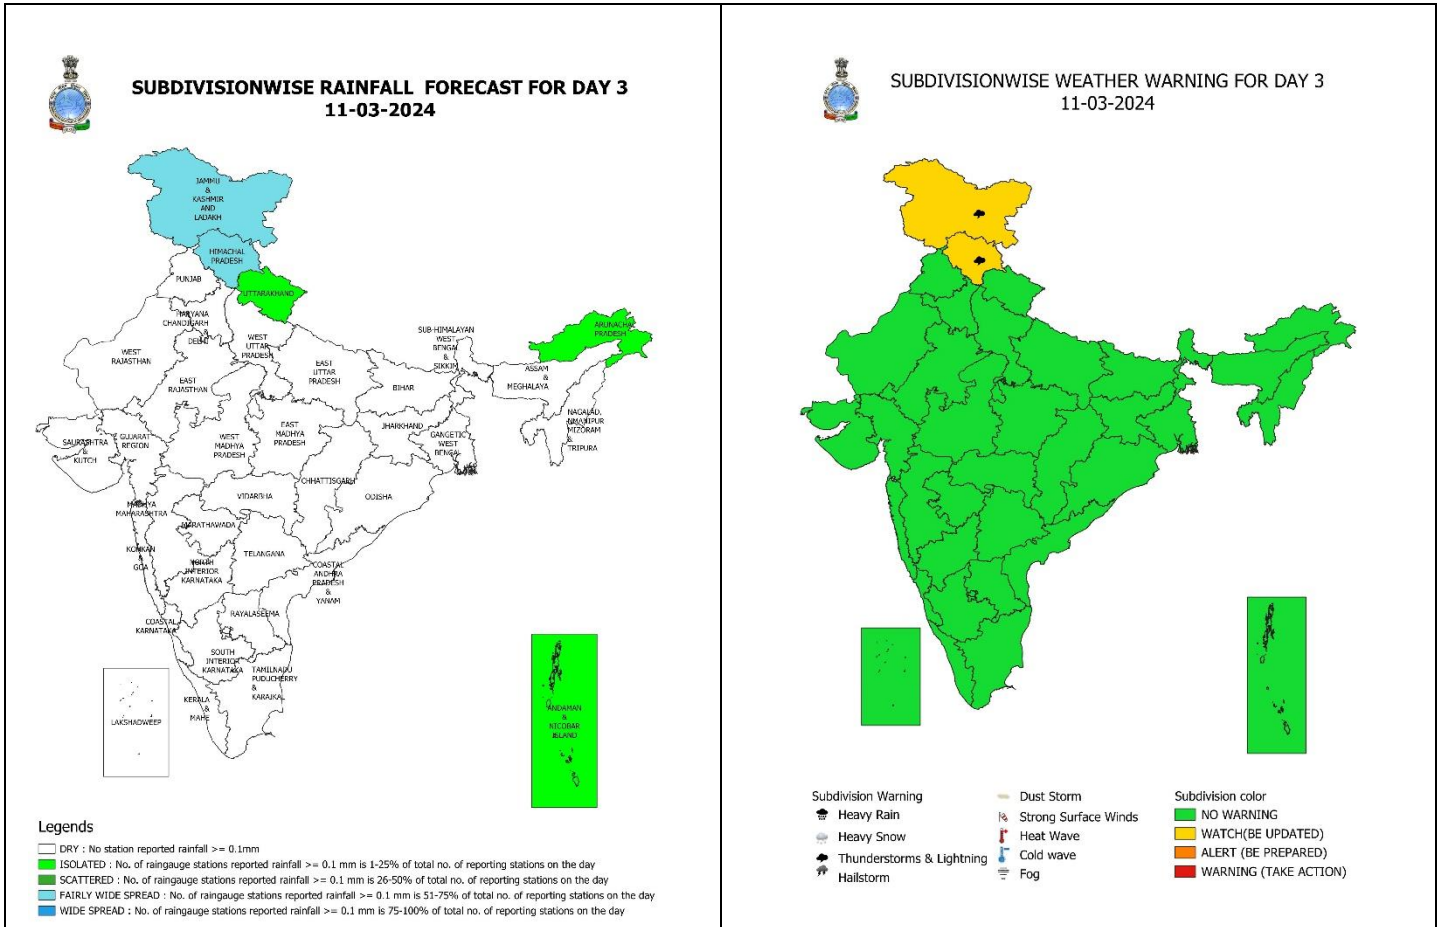 SUBDIVISIONWISE RAINFALL FORECAST FOR DAY 3
11-03-2024
JAMMU
&
KASHMIR
AND
LADAKH
HIMACHAL
PRADESH
PUNJAB
UTTARAKHAND
HARYANA
CHANDIGARH
&
DELHI
WEST
RAJASTHAN
WEST
UTTAR
PRADESH
EAST
RAJASTHAN
EAST
UTTAR
PRADESH
SUB-HIMALAYAN
WEST
BENGAL
&
SIKKIM
ARUNACHAL
PRADESH
ASSAM
&
MEGHALAYA
BIHAR
NAGALAD,
MANIPUR
MIZORAM
&
TRIPURA
SAURASHTRA
&
KUTCH
GUJARAT
REGION
WEST
MADHYA
PRADESH
EAST
MADHYA
PRADESH
JHARKHAND
GANGETIC
WEST
BENGAL
CHHATTISGARH
ODISHA
VIDARBHA
MADHYA
MAHARASHTRA
MARATHAWADA
KONKAN
&
GOA
NORTH
INTERIOR
KARNATAKA
TELANGANA
COASTAL
ANDHRA
PRADESH
&
YANAM
RAYALASEEMA
COASTAL
KARNATAKA
SOUTH
INTERIOR
KARNATAKA
TAMILNADU
PUDUCHERRY
&
KARAIKAL
KERALA
&
MAHE
LAKSHADWEEP
ANDAMAN
&
NICOBAR
ISLAND
Legends
DRY : No station reported rainfall >= 0.1mm
ISOLATED : No. of raingauge stations reported rainfall >= 0.1 mm is 1-25% of total no. of reporting stations on the day
SCATTERED : No. of raingauge stations reported rainfall >= 0.1 mm is 26-50% of total no. of reporting stations on the day
FAIRLY WIDE SPREAD : No. of raingauge stations reported rainfall >= 0.1 mm is 51-75% of total no. of reporting stations on the day
WIDE SPREAD : No. of raingauge stations reported rainfall >= 0.1 mm is 75-100% of total no. of reporting stations on the day
SUBDIVISIONWISE WEATHER WARNING FOR DAY 3
11-03-2024
Subdivision Warning
Heavy Rain
Heavy Snow
Thunderstorms & Lightning
Hailstorm
Dust Storm
Strong Surface Winds
Heat Wave
Cold wave
Fog
Subdivision color
NO WARNING
WATCH(BE UPDATED)
ALERT (BE PREPARED)
WARNING (TAKE ACTION)